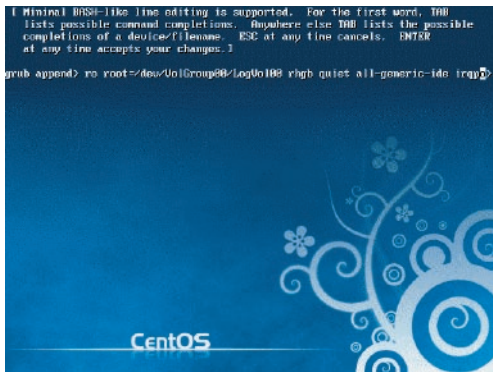 [ Minimal BASH-like line editing is supported.  For the first word, TAB
lists possible command completions.  Anywhere else TAB lists the possible
completions of a device/filename.  ESC at any time cancels.  ENTER
at any time accepts your changes.]
grub append> ro root=/dev/VolGroup00/LogVol00 rhgb quiet all-generic-ide irqpo>
CentOS